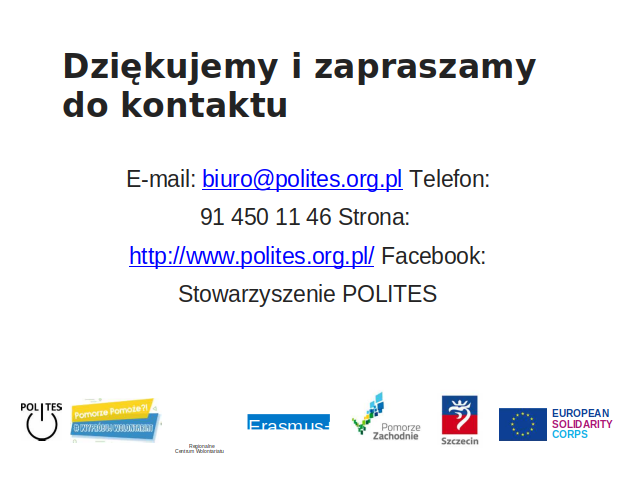 Dziękujemy i zapraszamy
do kontaktu
E-mail: biuro@polites.org.pl Telefon:
91 450 11 46 Strona:
http://www.polites.org.pl/ Facebook:
Stowarzyszenie POLITES
POLITES
Pomorze Pomoże?!
Regionalne
Centrum Wolontariatu
Erasmus+
Pomorze
Zachodnie
Szczecin
EUROPEAN
SOLIDARITY
CORPS